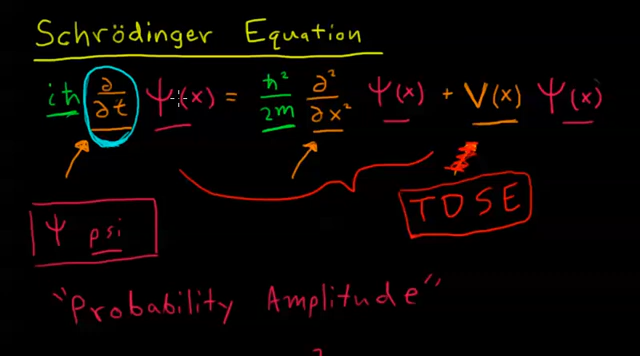 Schrödinger Equation
iħ ∂/∂t Ψ(x) = ħ²/2m ∂²/∂x² Ψ(x) + V(x) Ψ(x)
TDSE
Ψ psi
"Probability Amplitude"